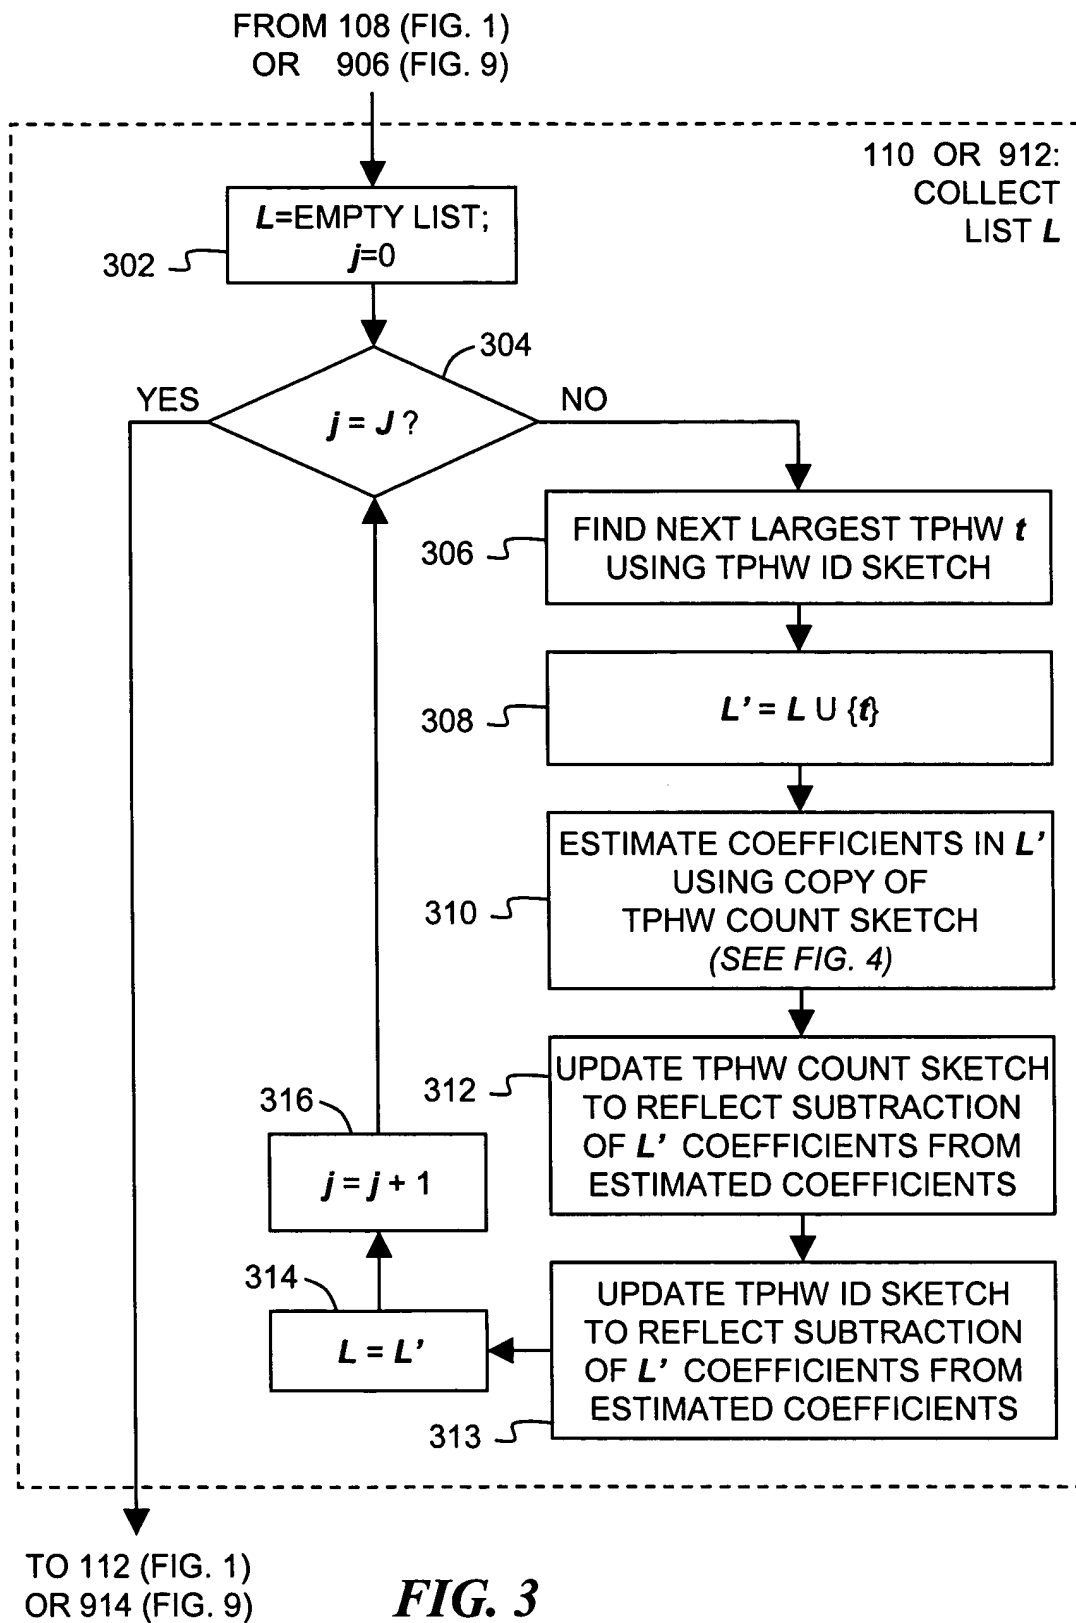 FROM 108 (FIG. 1)
OR 906 (FIG. 9)
110 OR 912:
COLLECT
LIST L
L=EMPTY LIST;
j=0
302
304
YES
j = J ?
NO
FIND NEXT LARGEST TPHW t
USING TPHW ID SKETCH
306
L' = L U {t}
308
ESTIMATE COEFFICIENTS IN L'
USING COPY OF
TPHW COUNT SKETCH
(SEE FIG. 4)
310
UPDATE TPHW COUNT SKETCH
TO REFLECT SUBTRACTION
OF L' COEFFICIENTS FROM
ESTIMATED COEFFICIENTS
312
316
j = j + 1
UPDATE TPHW ID SKETCH
TO REFLECT SUBTRACTION
OF L' COEFFICIENTS FROM
ESTIMATED COEFFICIENTS
313
314
L = L'
TO 112 (FIG. 1)
OR 914 (FIG. 9)
FIG. 3